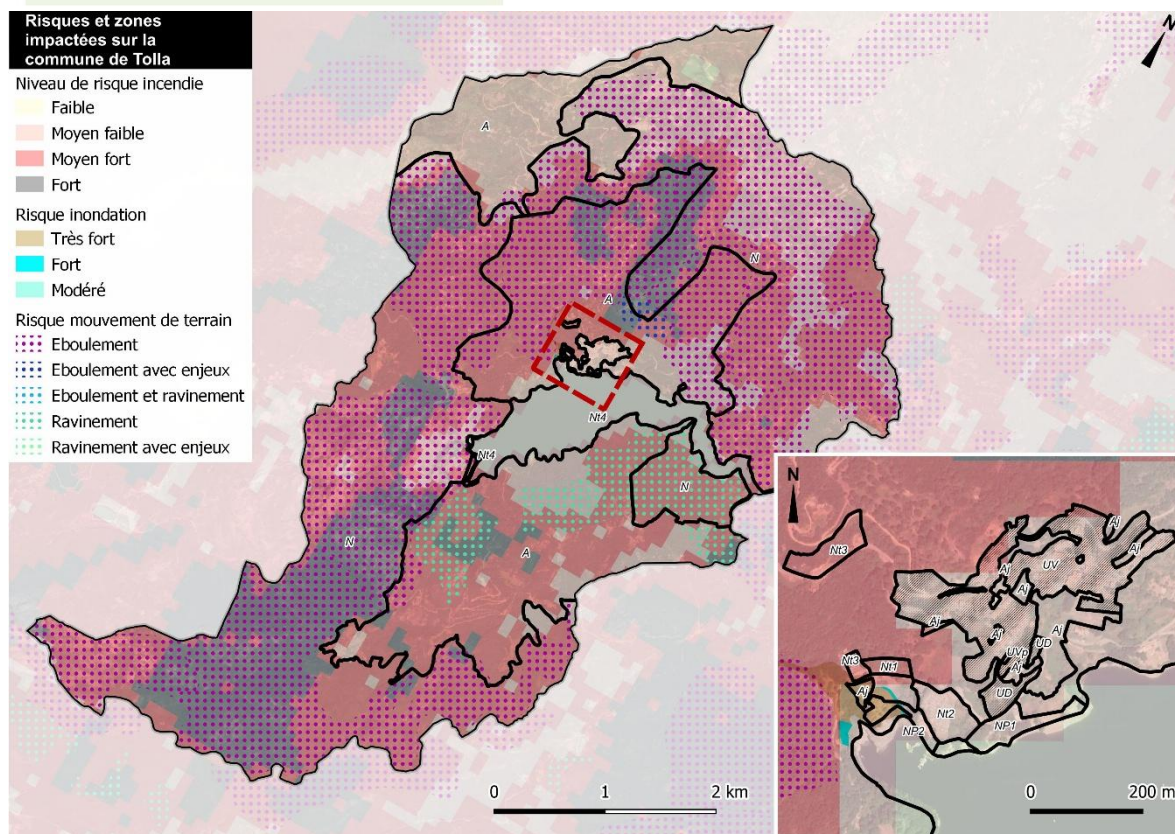 Risques et zones
impactées sur la
commune de Tolla
Niveau de risque incendie
Faible
Moyen faible
Moyen fort
Fort
Risque inondation
Très fort
Fort
Modéré
Risque mouvement de terrain
Eboulement
Eboulement avec enjeux
Eboulement et ravinement
Ravinement
Ravinement avec enjeux
N
A
N
A
Nt4
Nt4
N
N
A
0 1 2 km
N
Nt3
Aj
Aj
UV
Aj
Aj
Aj
Aj
Aj
UD
UVp
Aj
Nt3
Nt1
Aj
UD
Nt2
NP1
NP2
0 200 m